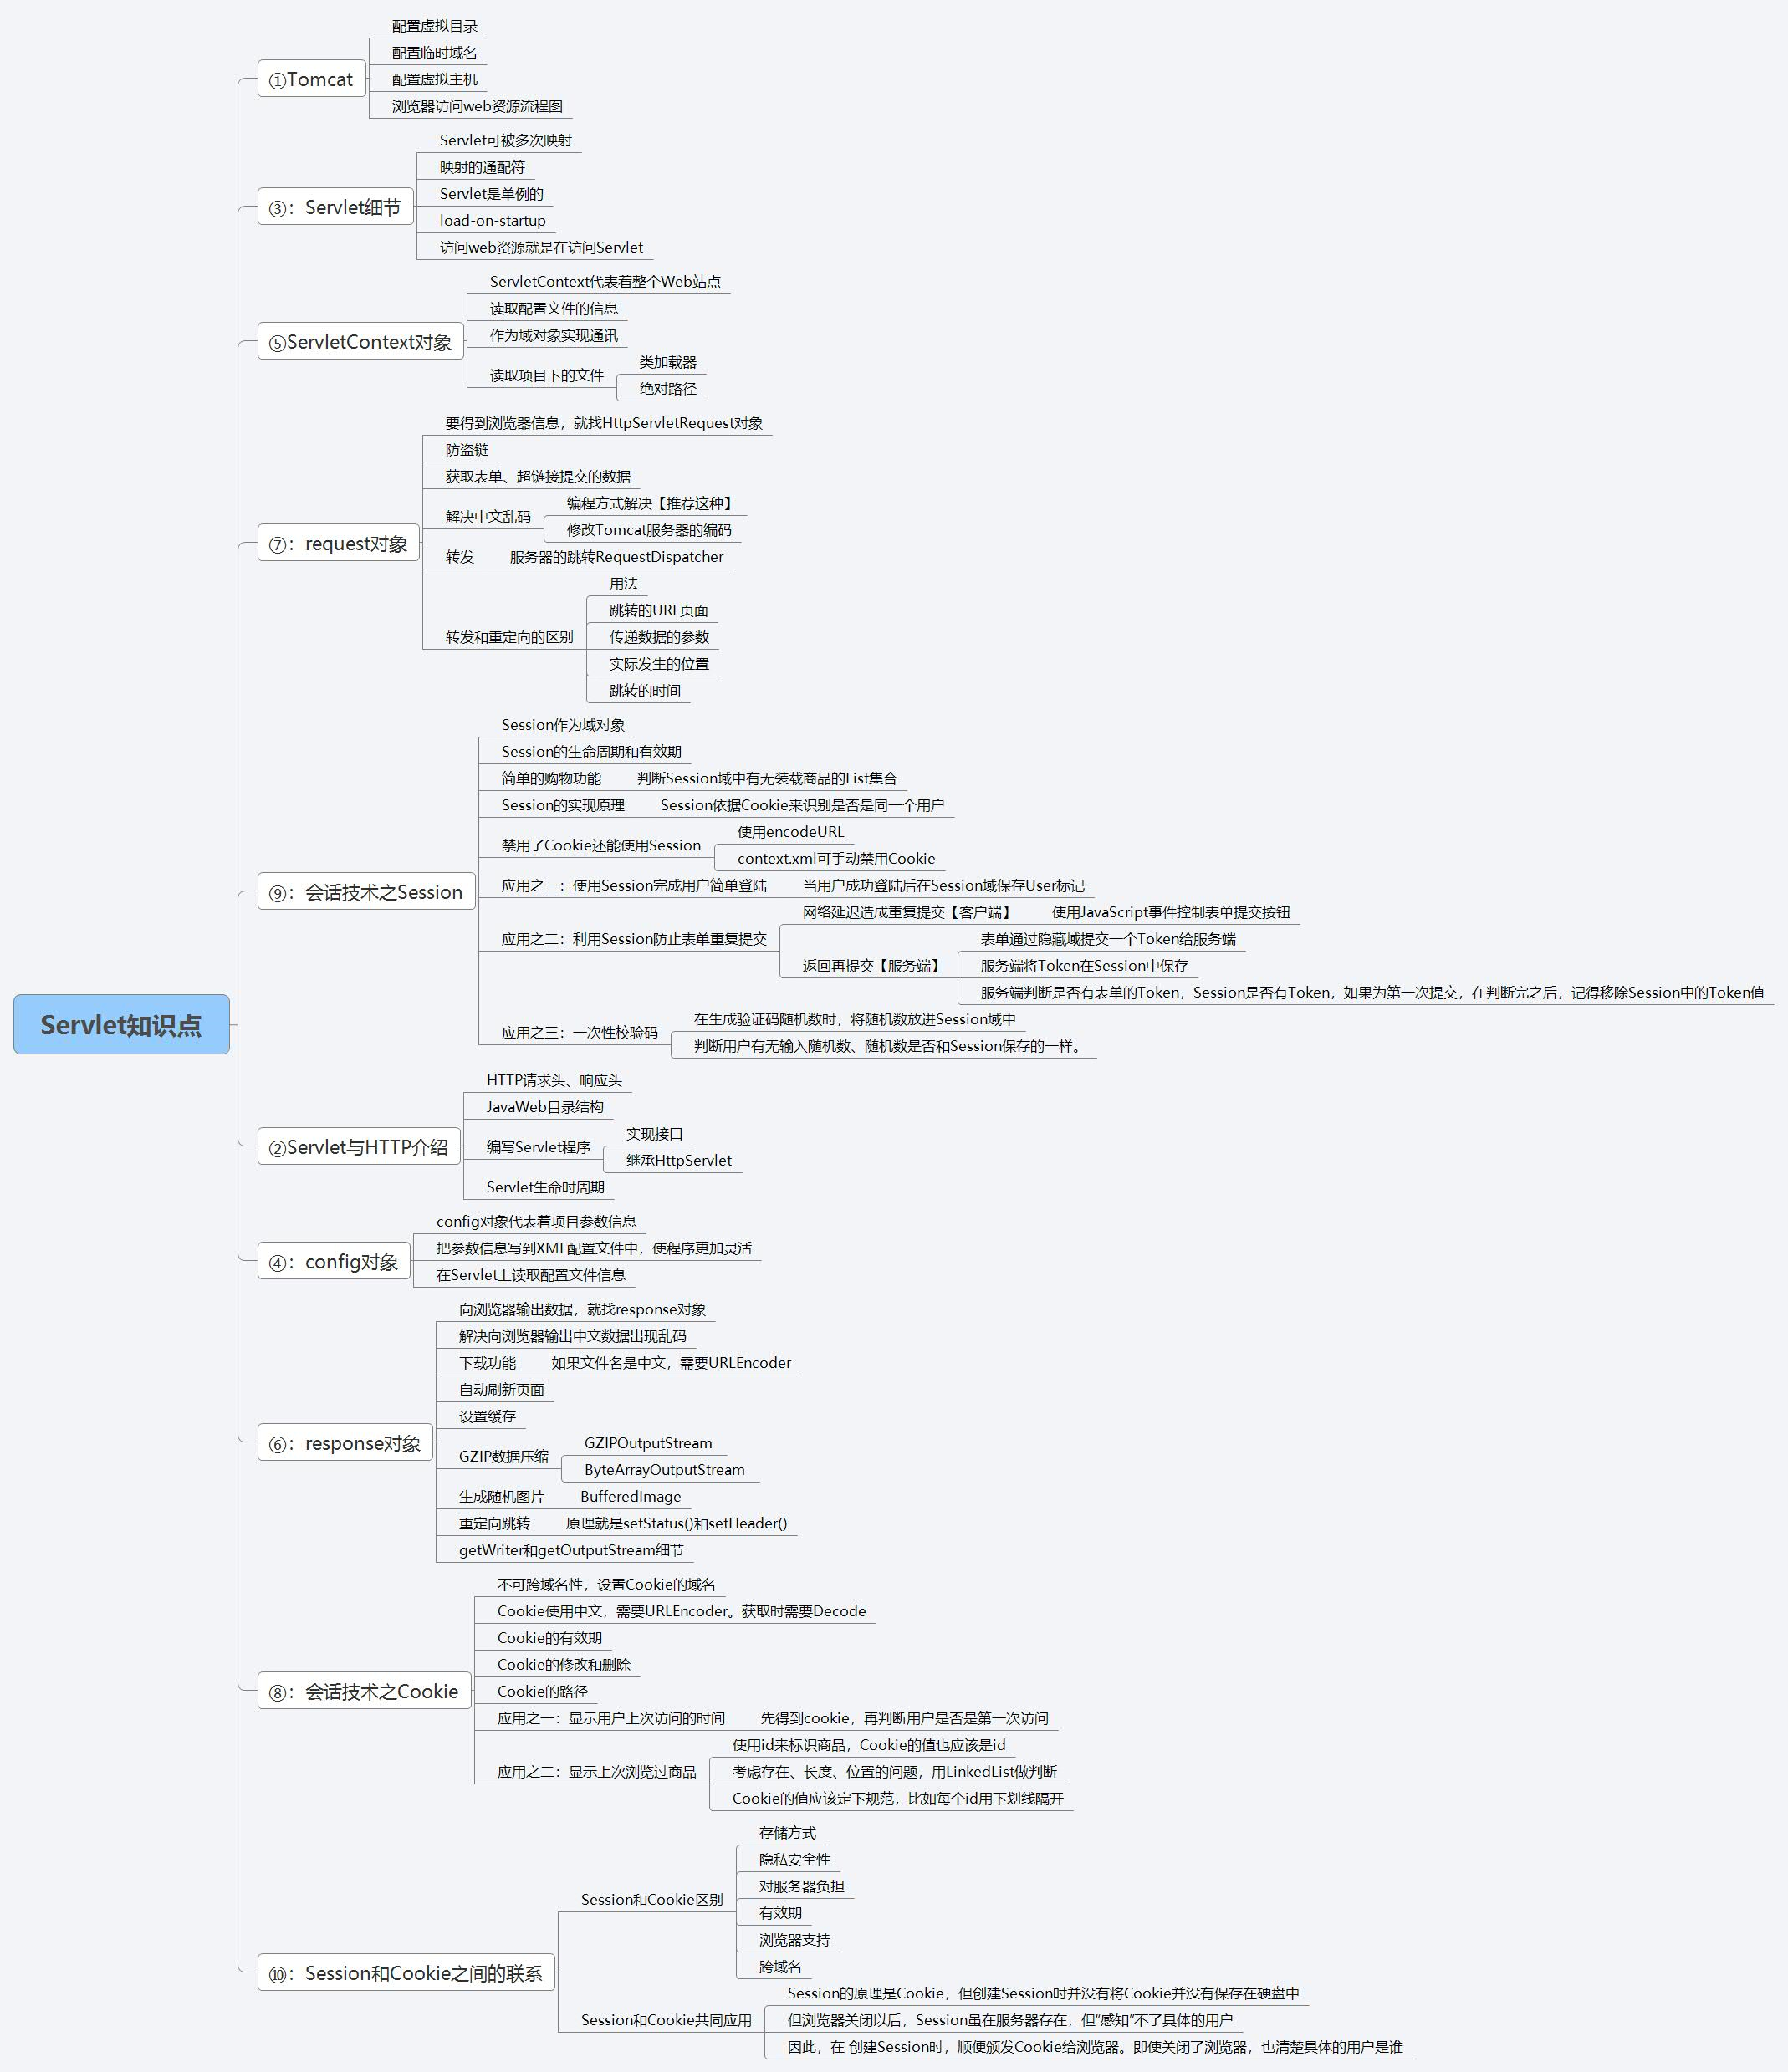 Servlet知识点
①Tomcat
配置虚拟目录
配置临时域名
配置虚拟主机
浏览器访问web资源流程图
③：Servlet细节
Servlet可被多次映射
映射的通配符
Servlet是单例的
load-on-startup
访问web资源就是在访问Servlet
⑤ServletContext对象
ServletContext代表着整个Web站点
读取配置文件的信息
作为域对象实现通讯
读取项目下的文件
类加载器
绝对路径
⑦：request对象
要得到浏览器信息，就找HttpServletRequest对象
防盗链
获取表单、超链接提交的数据
解决中文乱码
编程方式解决【推荐这种】
修改Tomcat服务器的编码
转发
服务器的跳转RequestDispatcher
转发和重定向的区别
用法
跳转的URL页面
传递数据的参数
实际发生的位置
跳转的时间
⑨：会话技术之Session
Session作为域对象
Session的生命周期和有效期
简单的购物功能
判断Session域中有无装载商品的List集合
Session的实现原理
Session依据Cookie来识别是否是同一个用户
禁用了Cookie还能使用Session
使用encodeURL
context.xml可手动禁用Cookie
应用之一：使用Session完成用户简单登陆
当用户成功登陆后在Session域保存User标记
应用之二：利用Session防止表单重复提交
网络延迟造成重复提交【客户端】
使用JavaScript事件控制表单提交按钮
返回再提交【服务端】
表单通过隐藏域提交一个Token给服务端
服务端将Token在Session中保存
服务端判断是否有表单的Token，Session是否有Token，如果为第一次提交，在判断完之后，记得移除Session中的Token值
应用之三：一次性校验码
在生成验证码随机数时，将随机数放进Session域中
判断用户有无输入随机数、随机数是否和Session保存的一样。
②Servlet与HTTP介绍
HTTP请求头、响应头
JavaWeb目录结构
编写Servlet程序
实现接口
继承HttpServlet
Servlet生命时周期
④：config对象
config对象代表着项目参数信息
把参数信息写到XML配置文件中，使程序更加灵活
在Servlet上读取配置文件信息
⑥：response对象
向浏览器输出数据，就找response对象
解决向浏览器输出中文数据出现乱码
下载功能
如果文件名是中文，需要URLEncoder
自动刷新页面
设置缓存
GZIP数据压缩
GZIPOutputStream
ByteArrayOutputStream
生成随机图片
BufferedImage
重定向跳转
原理就是setStatus()和setHeader()
getWriter和getOutputStream细节
⑧：会话技术之Cookie
不可跨域名性，设置Cookie的域名
Cookie使用中文，需要URLEncoder。获取时需要Decode
Cookie的有效期
Cookie的修改和删除
Cookie的路径
应用之一：显示用户上次访问的时间
先得到cookie，再判断用户是否是第一次访问
应用之二：显示上次浏览过商品
使用id来标识商品，Cookie的值也应该是id
考虑存在、长度、位置的问题，用LinkedList做判断
Cookie的值应该定下规范，比如每个id用下划线隔开
⑩：Session和Cookie之间的联系
Session和Cookie区别
存储方式
隐私安全性
对服务器负担
有效期
浏览器支持
跨域名
Session和Cookie共同应用
Session的原理是Cookie，但创建Session时并没有将Cookie并没有保存在硬盘中
但浏览器关闭以后，Session虽在服务器存在，但“感知”不了具体的用户
因此，在 创建Session时，顺便颁发Cookie给浏览器。即使关闭了浏览器，也清楚具体的用户是谁